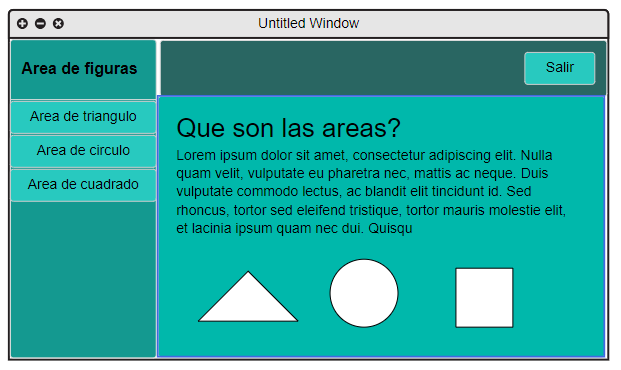 Untitled Window
Area de figuras
Salir
Area de triangulo
Area de circulo
Area de cuadrado
Que son las areas?
Lorem ipsum dolor sit amet, consectetur adipiscing elit. Nulla
quam velit, vulputate eu pharetra nec, mattis ac neque. Duis
vulputate commodo lectus, ac blandit elit tincidunt id. Sed
rhoncus, tortor sed eleifend tristique, tortor mauris molestie elit,
et lacinia ipsum quam nec dui. Quisqu